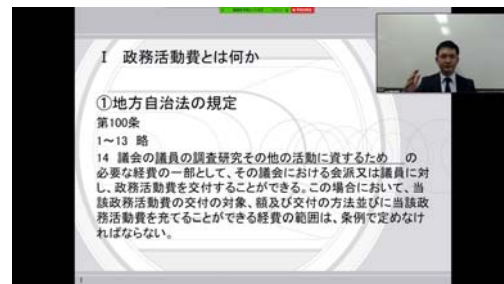 Ⅰ 政務活動費とは何か
①地方自治法の規定
第100条
1～13 略
14 議会の議員の調査研究その他の活動に資するため の
必要な経費の一部として、その議会における会派又は議員に対
し、政務活動費を交付することができる。この場合において、当
該政務活動費の交付の対象、額及び交付の方法並びに当該政
務活動費を充てることができる経費の範囲は、条例で定めなけ
ればならない。